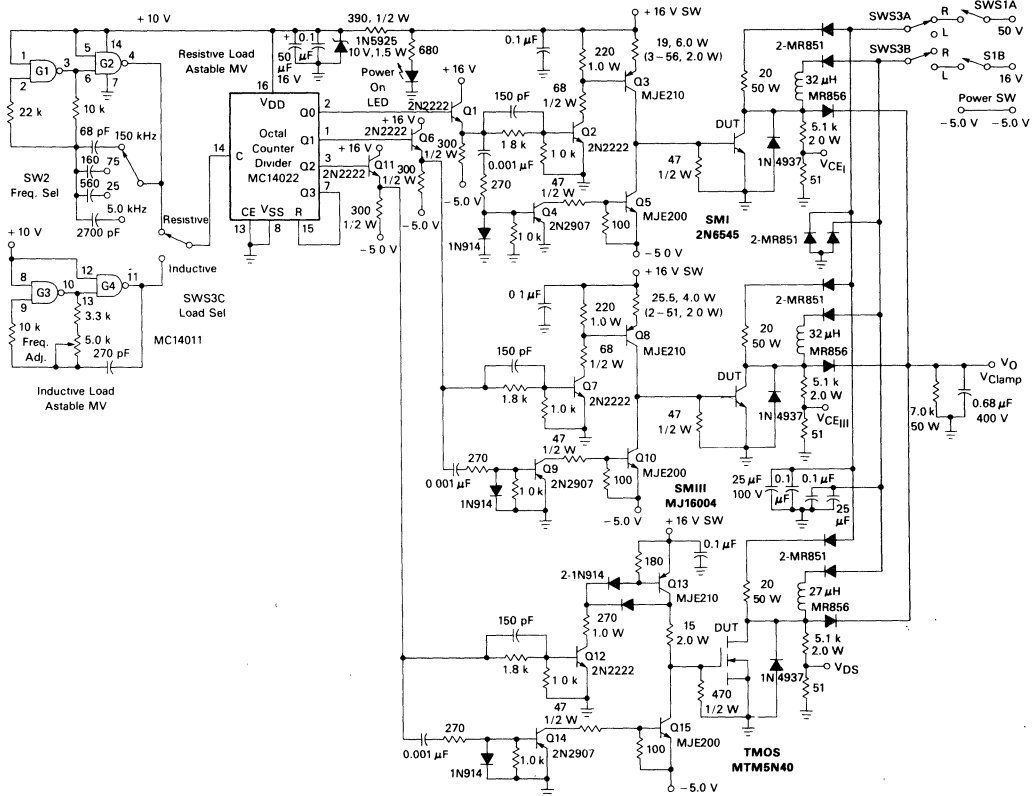 +10 V
Resistive Load
Astable MV
390, 1/2 W
+
50
µF
16 V
0.1
µF
1N5925
10 V,1.5 W
680
Power
On
LED
+16 V
0.1 µF
+16 V SW
220
1.0 W
19, 6.0 W
(3–56, 2.0 W)
Q3
MJE210
68
1/2 W
SWS3A
R
L
SWS1A
50 V
SWS3B
R
L
S1B
16 V
Power SW
−5.0 V
−5.0 V
2-MR851
20
50 W
32 µH
MR856
1
2
G1
3
5
6
G2
14
7
4
22 k
10 k
68 pF
150 kHz
160
75
560
25
5.0 kHz
2700 pF
SW2
Freq. Sel
16
VDD
Octal
Counter
Divider
MC14022
C
14
Q0
2
Q1
1
Q2
3
Q3
7
CE
VSS
R
13
8
15
2N2222
Q1
+16 V
2N2222
Q6
+16 V
Q11
2N2222
300
1/2 W
300
1/2 W
300
1/2 W
−5.0 V
−5.0 V
−5.0 V
150 pF
1.8 k
0.001 µF
270
1N914
1 0 k
Q4
2N2907
Q2
2N2222
1 0 k
47
1/2 W
Q5
MJE200
100
−5 0 V
47
1/2 W
DUT
1N 4937
5.1 k
2.0 W
VCEI
51
SMI
2N6545
2-MR851
Resistive
Inductive
SWS3C
Load Sel
+10 V
8
9
G3
10
12
13
G4
11
10 k
Freq.
Adj.
3.3 k
5.0 k
270 pF
MC14011
Inductive Load
Astable MV
+16 V SW
0 1 µF
220
1.0 W
25.5, 4.0 W
(2–51, 2.0 W)
Q8
MJE210
68
1/2 W
150 pF
1.8 k
1.0 k
Q7
2N2222
270
0 001 µF
1N914
1 0 k
Q9
2N2907
47
1/2 W
Q10
MJE200
100
−5.0 V
47
1/2 W
DUT
1N 4937
2-MR851
20
50 W
32 µH
MR856
5.1 k
2.0 W
VCEIII
51
SMIII
MJ16004
VO
VClamp
7.0 k
50 W
0.68 µF
400 V
25 µF
100 V
0.1
µF
0.1 µF
25
µF
+16 V SW
0.1 µF
180
2-1N914
Q13
MJE210
270
1.0 W
15
2.0 W
150 pF
1.8 k
1 0 k
Q12
2N2222
270
0.001 µF
1N914
1.0 k
Q14
2N2907
47
1/2 W
Q15
MJE200
100
−5.0 V
2-MR851
20
50 W
27 µH
MR856
DUT
1N 4937
5.1 k
2.0 W
VDS
51
470
1/2 W
TMOS
MTM5N40